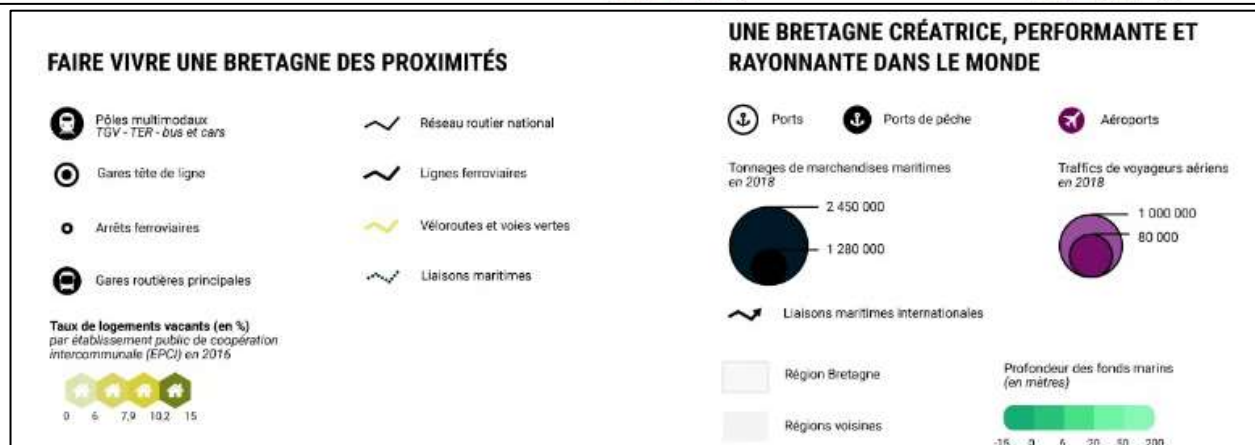 FAIRE VIVRE UNE BRETAGNE DES PROXIMITÉS
Pôles multimodaux
TGV - TER - bus et cars
Gares tête de ligne
Arrêts ferroviaires
Gares routières principales
Réseau routier national
Lignes ferroviaires
Véloroutes et voies vertes
Liaisons maritimes
Taux de logements vacants (en %)
par établissement public de coopération
intercommunale (EPCI) en 2016
0 6 7,9 10,2 15
UNE BRETAGNE CRÉATRICE, PERFORMANTE ET
RAYONNANTE DANS LE MONDE
Ports
Ports de pêche
Aéroports
Tonnages de marchandises maritimes
en 2018
2 450 000
1 280 000
Traffics de voyageurs aériens
en 2018
1 000 000
80 000
Liaisons maritimes internationales
Région Bretagne
Régions voisines
Profondeur des fonds marins
(en mètres)
-15 0 6 20 50 200